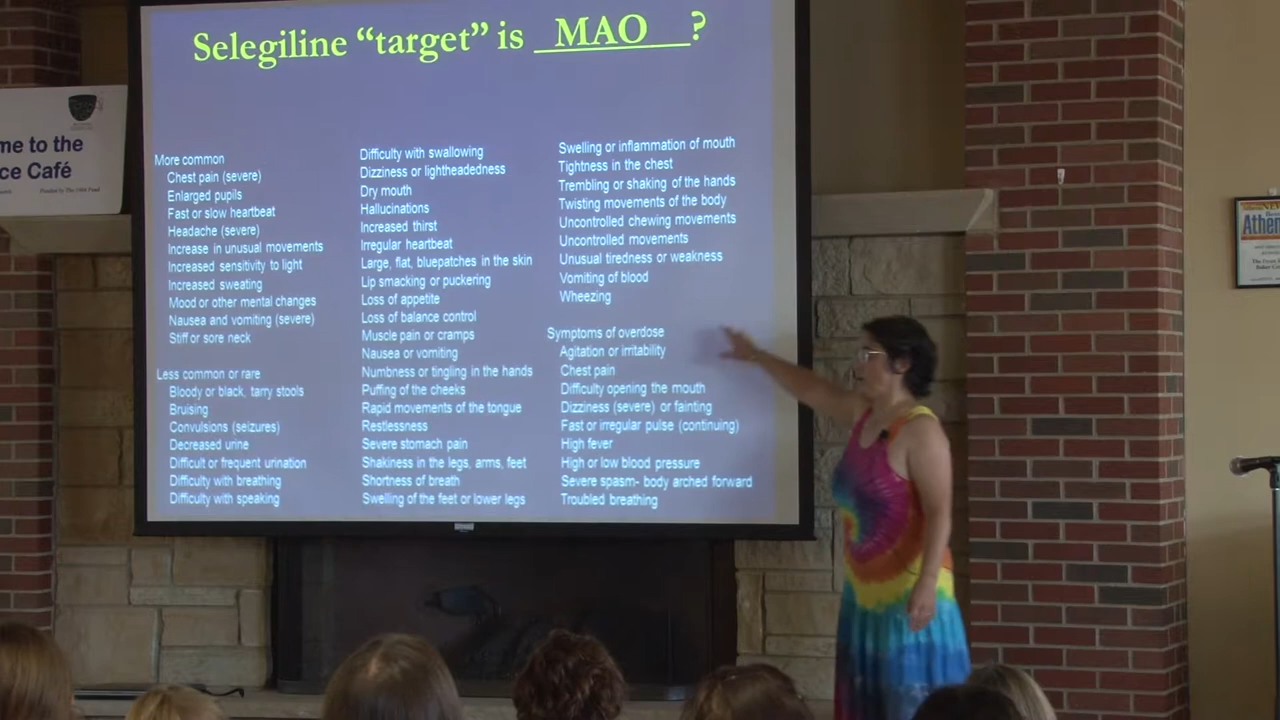 Selegiline “target” is __MAO__?
More common
Chest pain (severe)
Enlarged pupils
Fast or slow heartbeat
Headache (severe)
Increase in unusual movements
Increased sensitivity to light
Increased sweating
Mood or other mental changes
Nausea and vomiting (severe)
Stiff or sore neck
Less common or rare
Bloody or black, tarry stools
Bruising
Convulsions (seizures)
Decreased urine
Difficult or frequent urination
Difficulty with breathing
Difficulty with speaking
Difficulty with swallowing
Dizziness or lightheadedness
Dry mouth
Hallucinations
Increased thirst
Irregular heartbeat
Large, flat, bluepatches in the skin
Lip smacking or puckering
Loss of appetite
Loss of balance control
Muscle pain or cramps
Nausea or vomiting
Numbness or tingling in the hands
Puffing of the cheeks
Rapid movements of the tongue
Restlessness
Severe stomach pain
Shakiness in the legs, arms, feet
Shortness of breath
Swelling of the feet or lower legs
Swelling or inflammation of mouth
Tightness in the chest
Trembling or shaking of the hands
Twisting movements of the body
Uncontrolled chewing movements
Uncontrolled movements
Unusual tiredness or weakness
Vomiting of blood
Wheezing
Symptoms of overdose
Agitation or irritability
Chest pain
Difficulty opening the mouth
Dizziness (severe) or fainting
Fast or irregular pulse (continuing)
High fever
High or low blood pressure
Severe spasm- body arched forward
Troubled breathing
me to the
ce Café
Athen